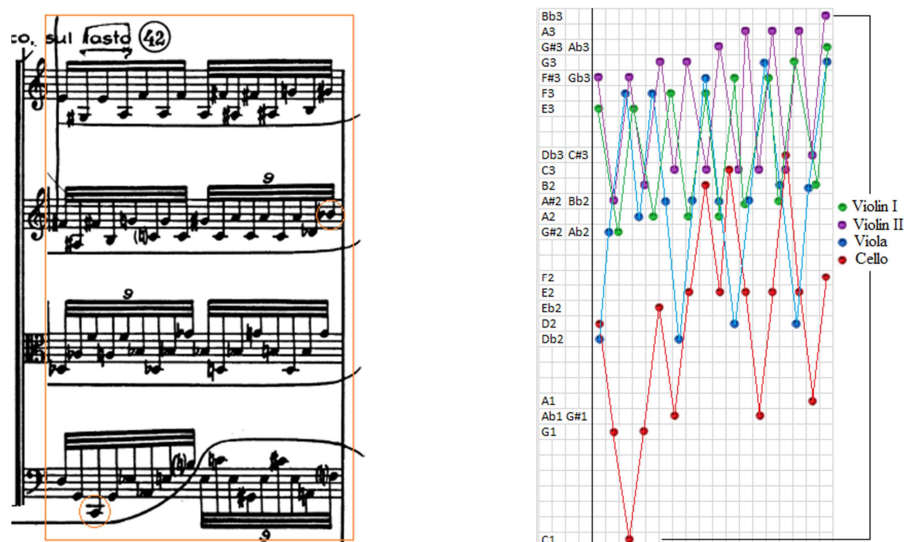 co. sul tasto 42
9
9
9
(♮)
(♮)
(♮)
9
Bb3
A3
G#3 Ab3
G3
F#3 Gb3
F3
E3
Db3 C#3
C3
B2
A#2 Bb2
A2
G#2 Ab2
F2
E2
Eb2
D2
Db2
A1
Ab1 G#1
G1
C1
Violin I
Violin II
Viola
Cello